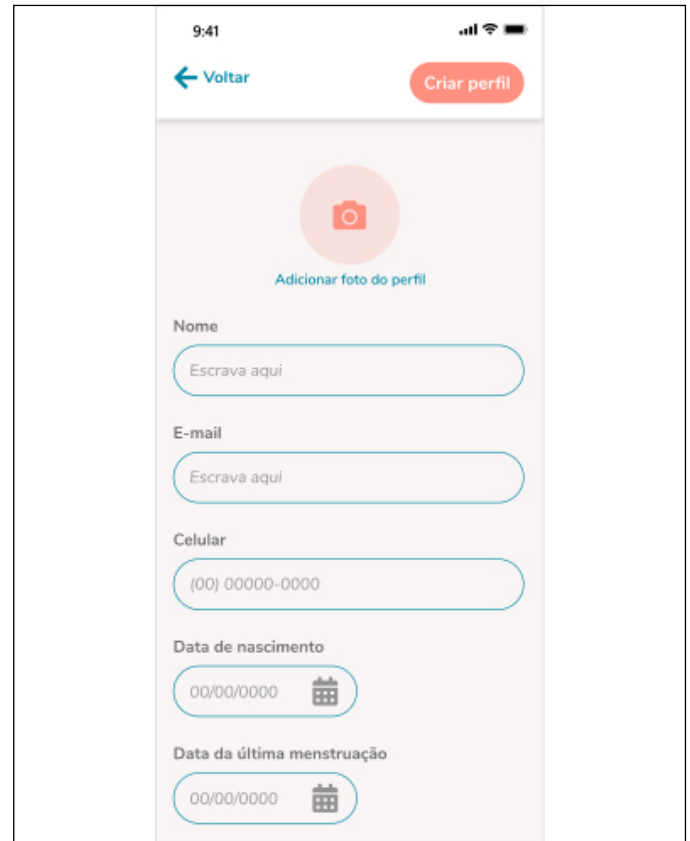 9:41
Voltar
Criar perfil
Adicionar foto do perfil
Nome
Escrava aqui
E-mail
Escrava aqui
Celular
(00) 00000-0000
Data de nascimento
00/00/0000
Data da última menstruação
00/00/0000